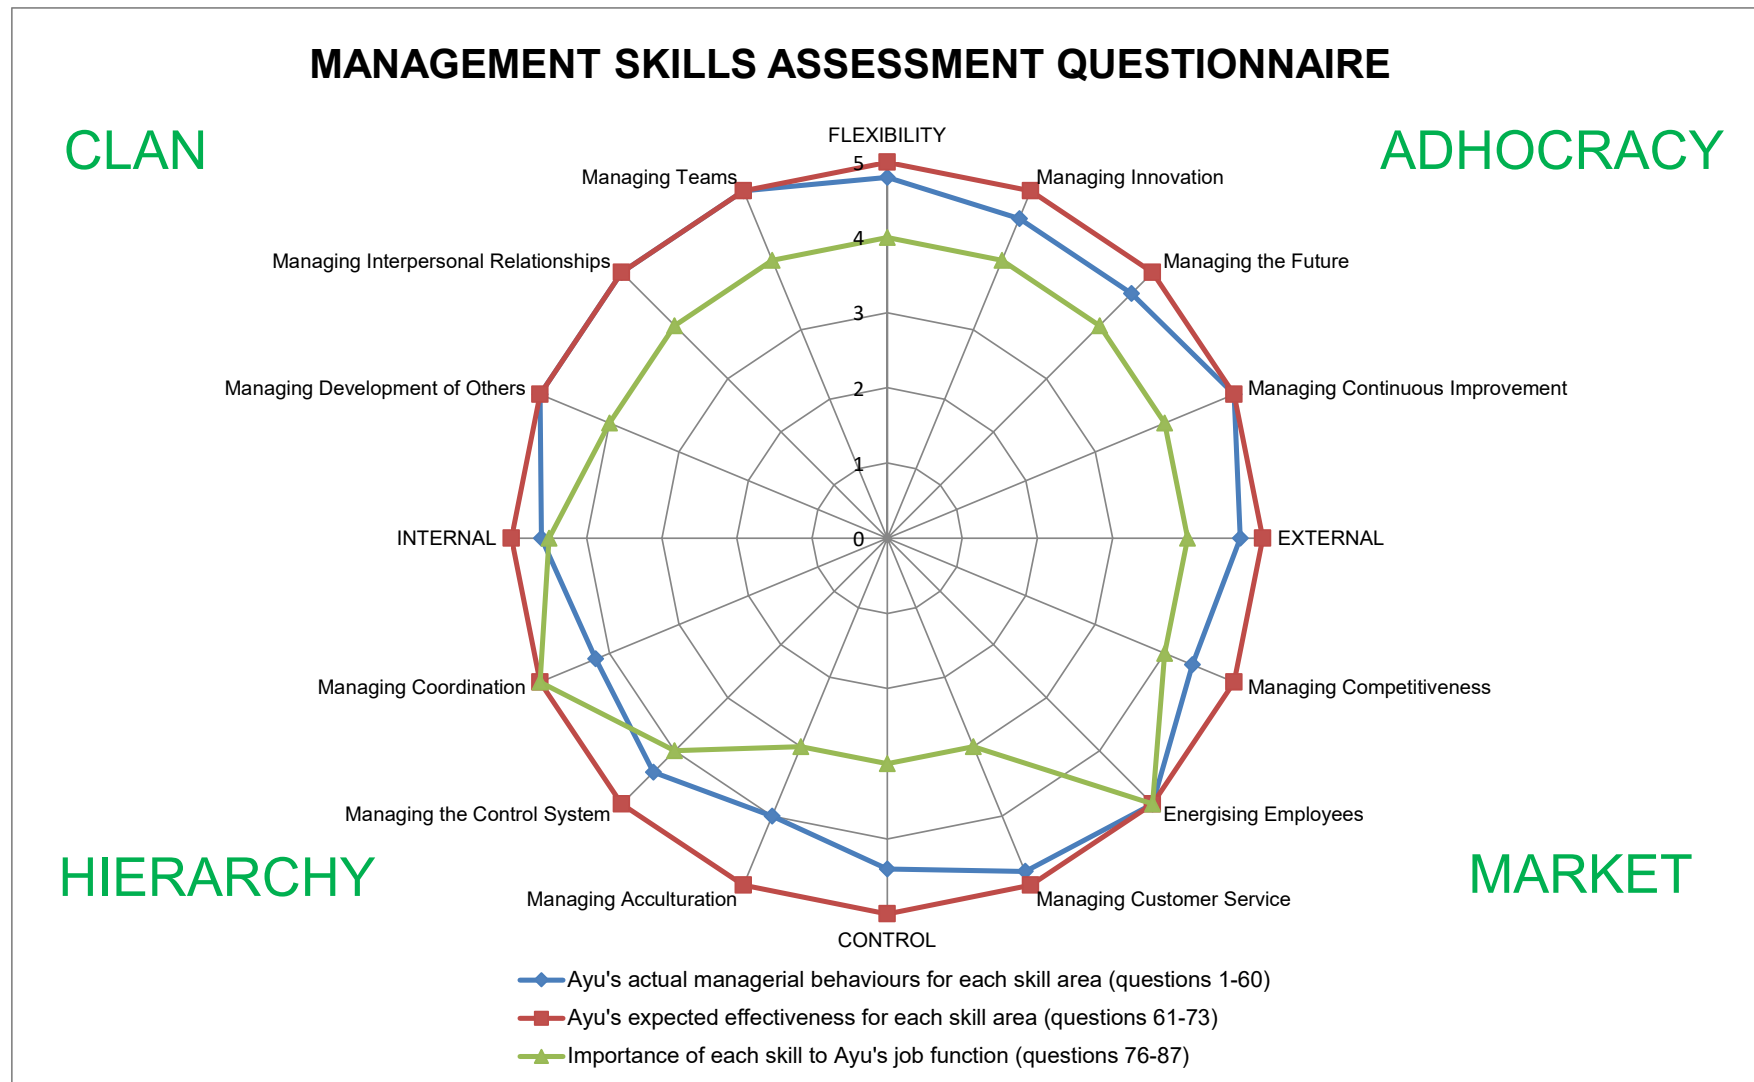 MANAGEMENT SKILLS ASSESSMENT QUESTIONNAIRE
CLAN
ADHOCRACY
FLEXIBILITY
5
Managing Teams
Managing Innovation
4
Managing Interpersonal Relationships
Managing the Future
3
2
Managing Development of Others
Managing Continuous Improvement
1
0
INTERNAL
EXTERNAL
Managing Coordination
Managing Competitiveness
Managing the Control System
Energising Employees
HIERARCHY
MARKET
Managing Acculturation
Managing Customer Service
CONTROL
Ayu's actual managerial behaviours for each skill area (questions 1-60)
Ayu's expected effectiveness for each skill area (questions 61-73)
Importance of each skill to Ayu's job function (questions 76-87)